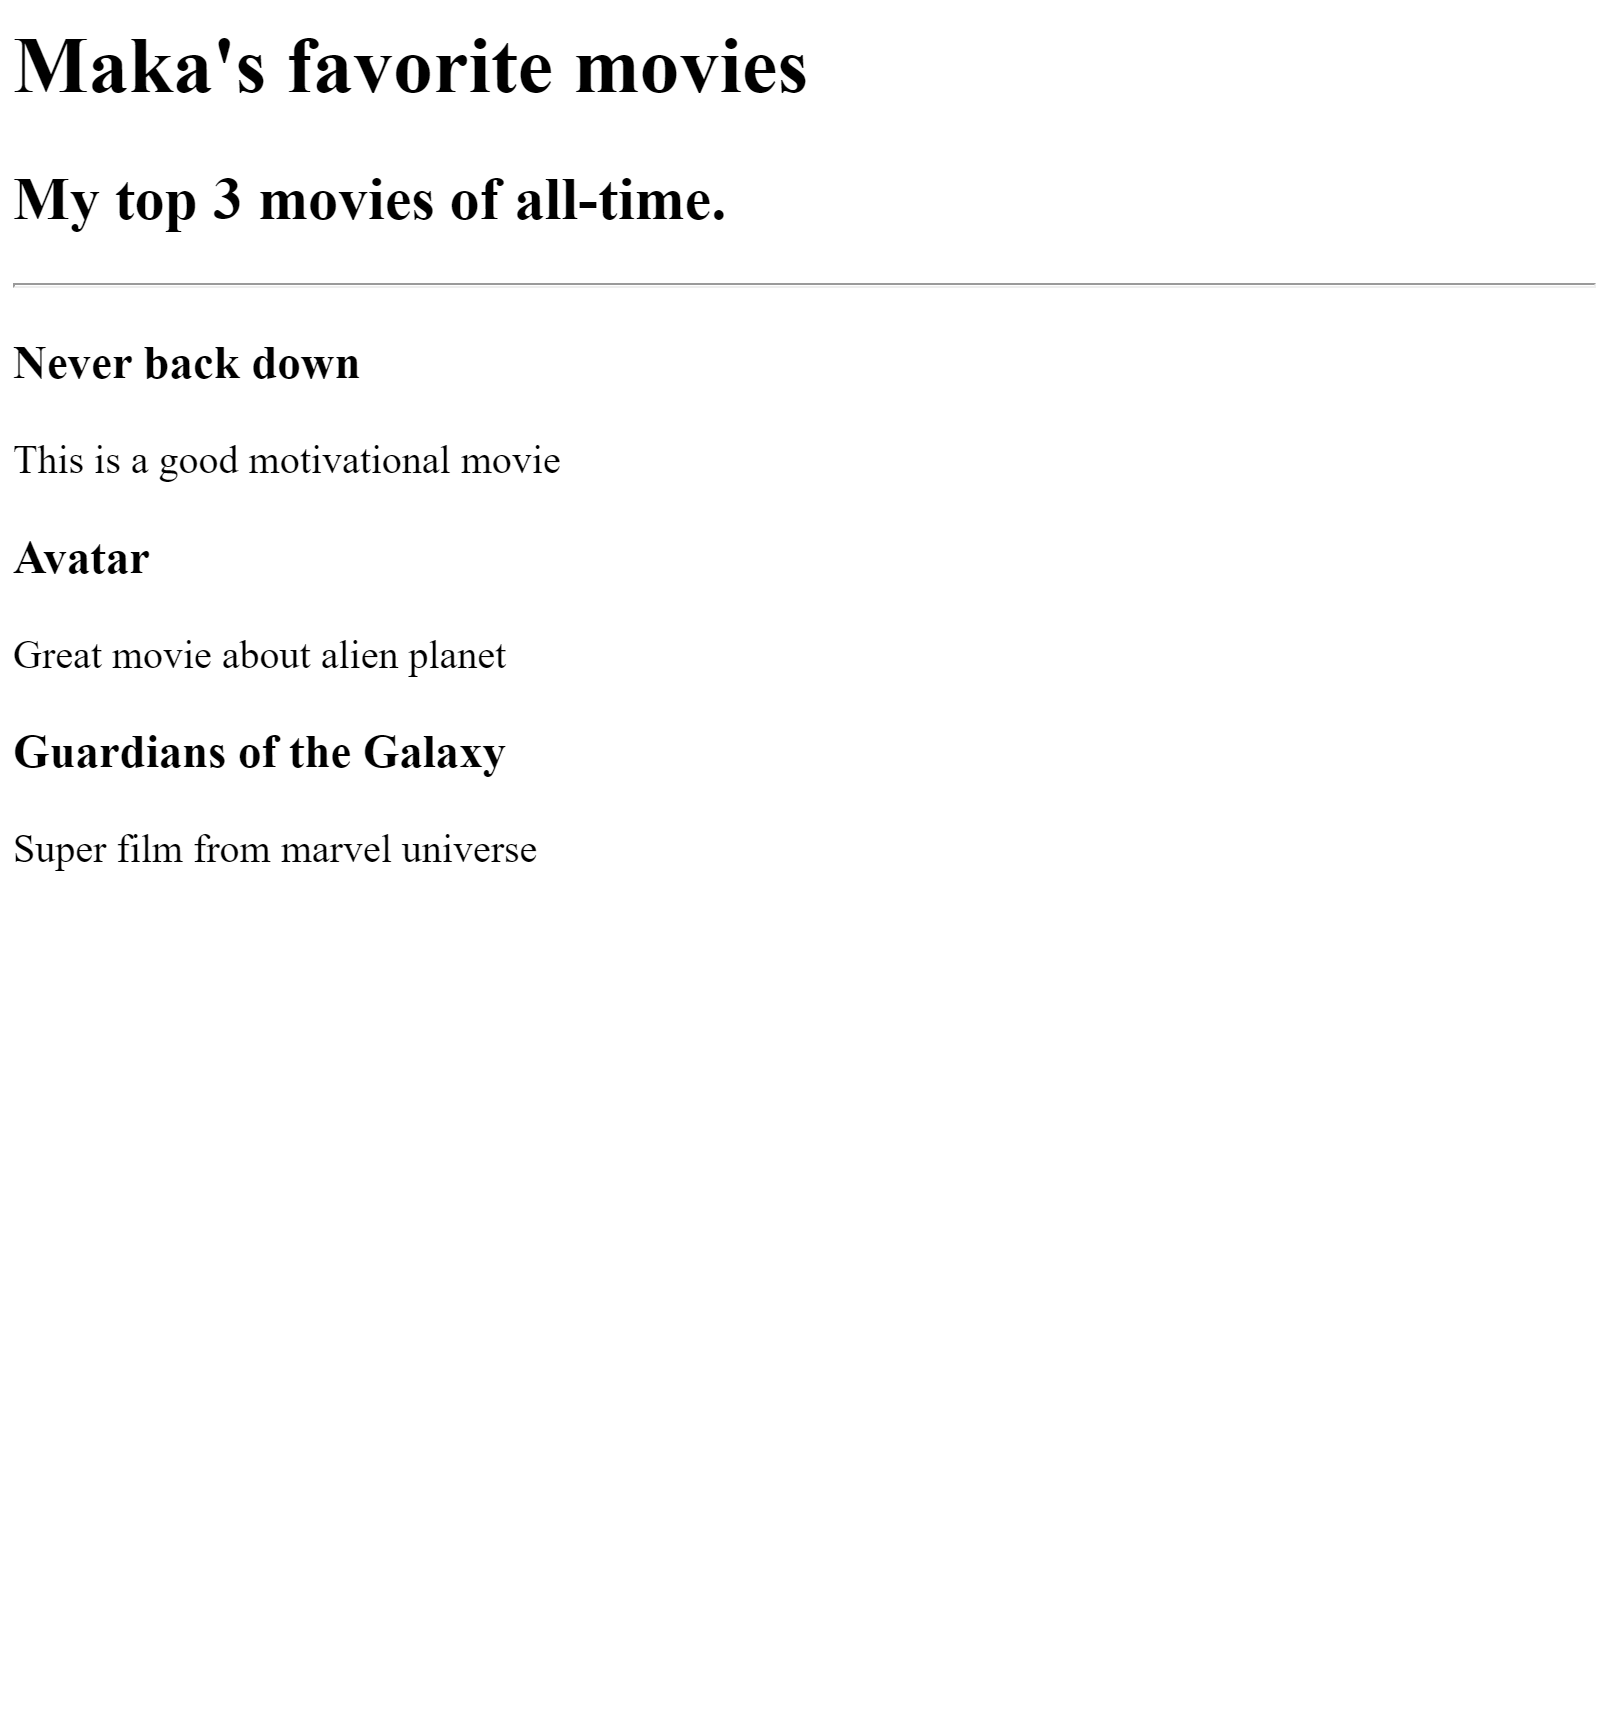 Maka's favorite movies
My top 3 movies of all-time.
Never back down
This is a good motivational movie
Avatar
Great movie about alien planet
Guardians of the Galaxy
Super film from marvel universe